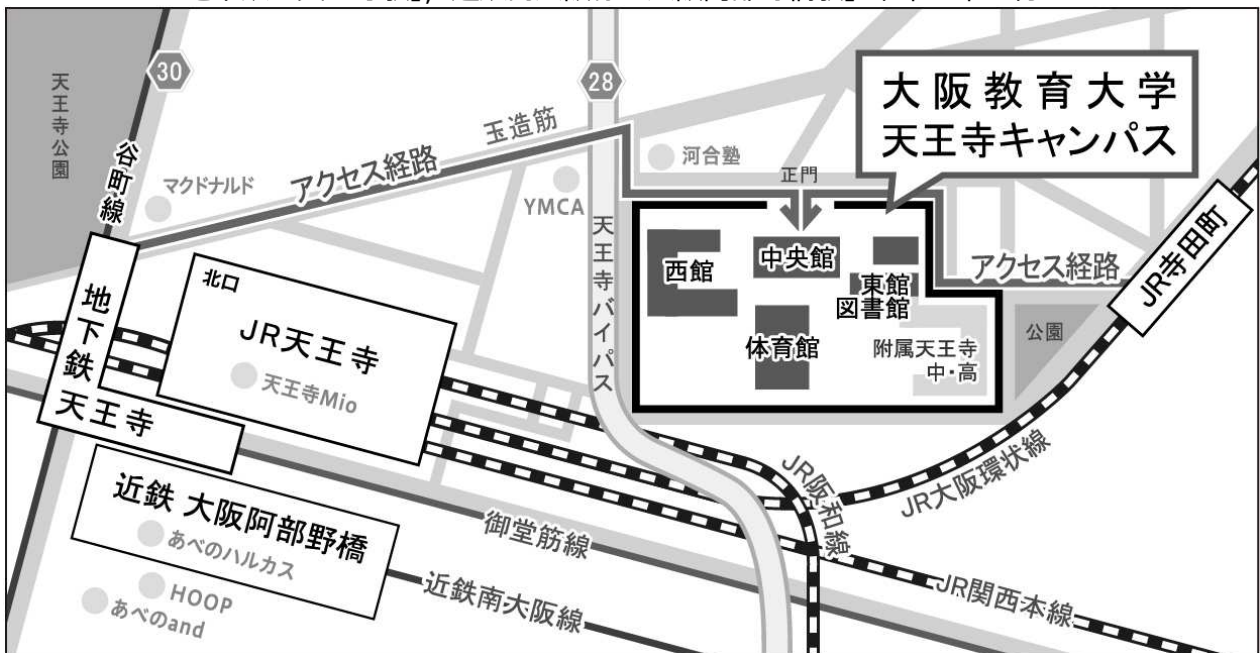 30
28
天王寺公園
谷町線
マクドナルド
アクセス経路
玉造筋
YMCA
河合塾
正門
大阪教育大学
天王寺キャンパス
天王寺バイパス
西館
中央館
東館
図書館
体育館
附属天王寺
中・高
アクセス経路
公園
JR寺田町
北口
JR天王寺
天王寺Mio
地下鉄
天王寺
近鉄 大阪阿部野橋
あべのハルカス
HOOP
あべのand
御堂筋線
近鉄南大阪線
JR阪和線
JR大阪環状線
JR関西本線